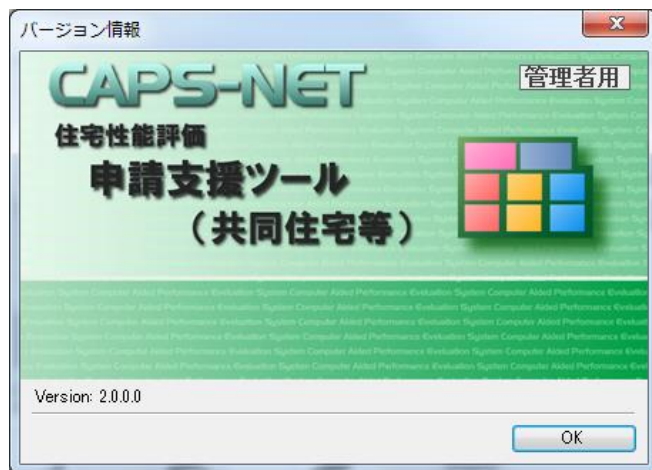 バージョン情報
CAPS-NET
管理者用
住宅性能評価
申請支援ツール
（共同住宅等）
Version: 2.0.0.0
OK